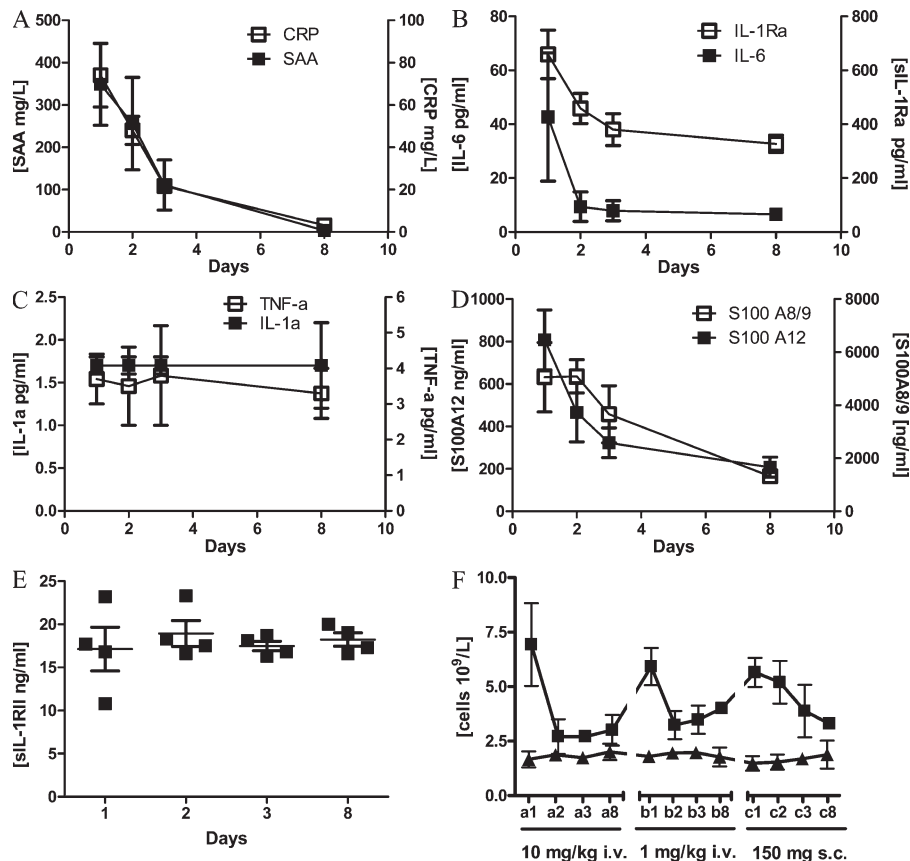 A
500
400
300
200
100
0
[SAA mg/L]
CRP
SAA
100
80
60
40
20
0
[CRP mg/L]
0 2 4 6 8 10
Days
B
80
60
40
20
0
[IL-6 pg/ml]
IL-1Ra
IL-6
800
600
400
200
0
[sIL-1Ra pg/ml]
0 2 4 6 8 10
Days
C
2.5
2.0
1.5
1.0
0.5
0.0
[IL-1a pg/ml]
TNF-a
IL-1a
6
5
4
3
2
1
0
[TNF-a pg/ml]
0 2 4 6 8 10
Days
D
1000
800
600
400
200
0
[S100A12 ng/ml]
S100 A8/9
S100 A12
8000
6000
4000
2000
0
[S100A8/9 [ng/ml]
0 2 4 6 8 10
Days
E
25
20
15
10
5
0
[sIL-1RII ng/ml]
1 2 3 8
Days
F
10.0
7.5
5.0
2.5
0.0
[cells 10⁹/L]
a1 a2 a3 a8 b1 b2 b3 b8 c1 c2 c3 c8
10 mg/kg i.v. 1 mg/kg i.v. 150 mg s.c.